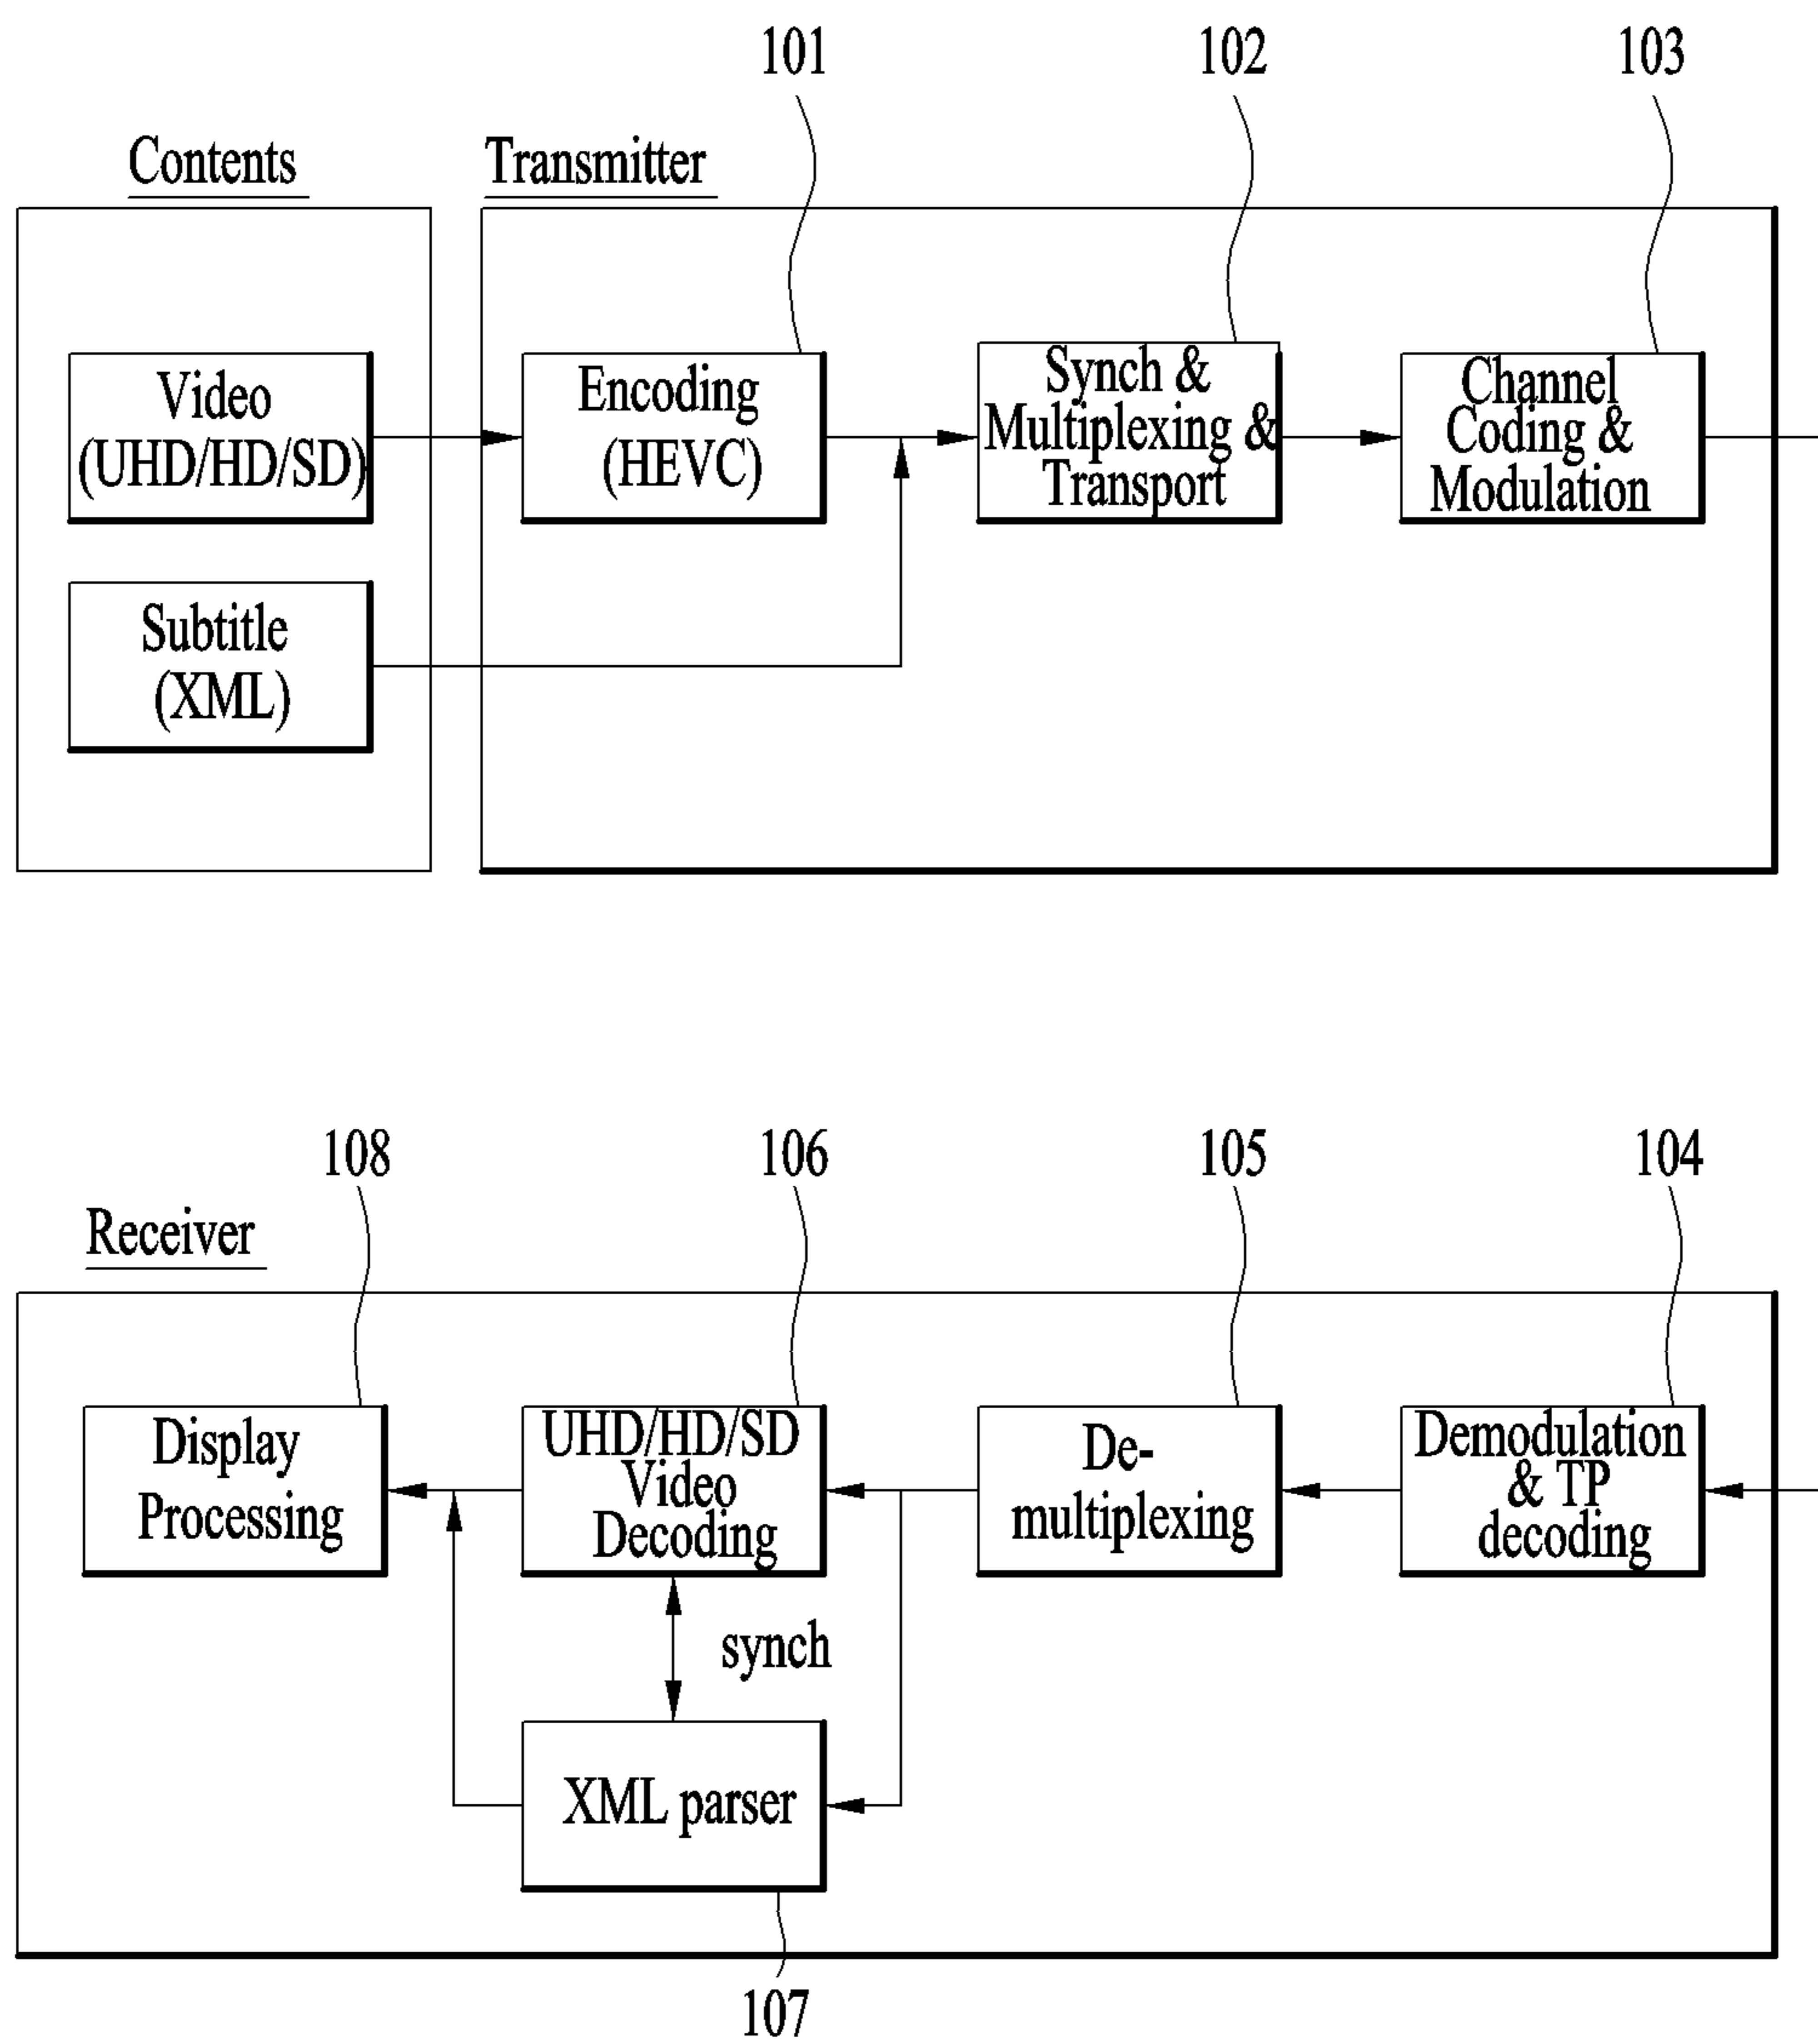 101
102
103
Contents
Transmitter
Video
(UHD/HD/SD)
Encoding
(HEVC)
Synch &
Multiplexing &
Transport
Channel
Coding &
Modulation
Subtitle
(XML)
108
106
105
104
Receiver
Display
Processing
UHD/HD/SD
Video
Decoding
De-
multiplexing
Demodulation
& TP
decoding
synch
XML parser
107